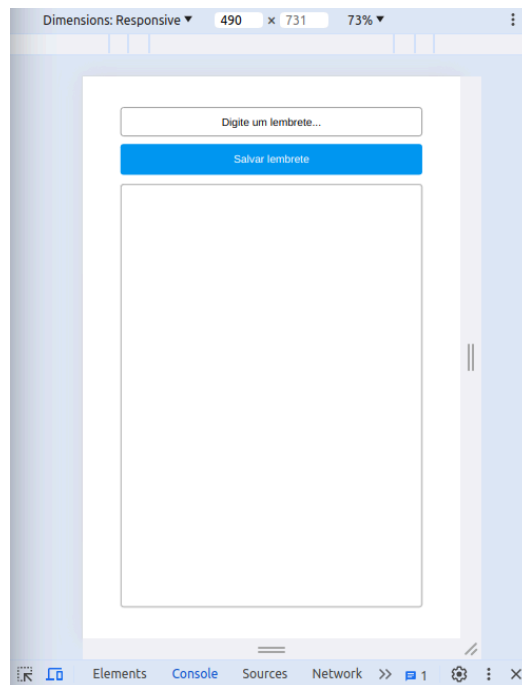 Dimensions: Responsive ▼ 490 × 731 73% ▼
Digite um lembrete...
Salvar lembrete
Elements Console Sources Network 1